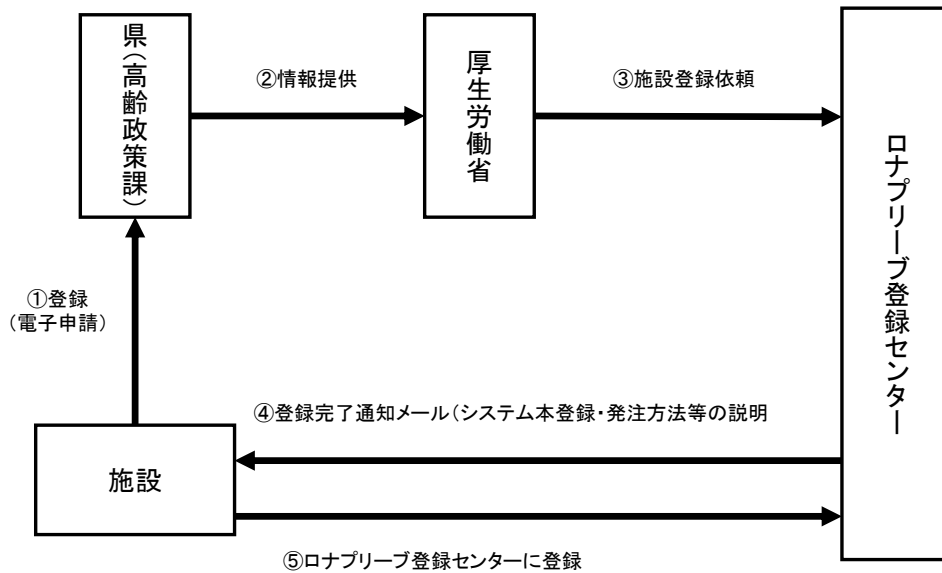 県(高齢政策課)
②情報提供
厚生労働省
③施設登録依頼
ロナプリーブ登録センター
①登録
(電子申請)
④登録完了通知メール(システム本登録・発注方法等の説明
施設
⑤ロナプリーブ登録センターに登録